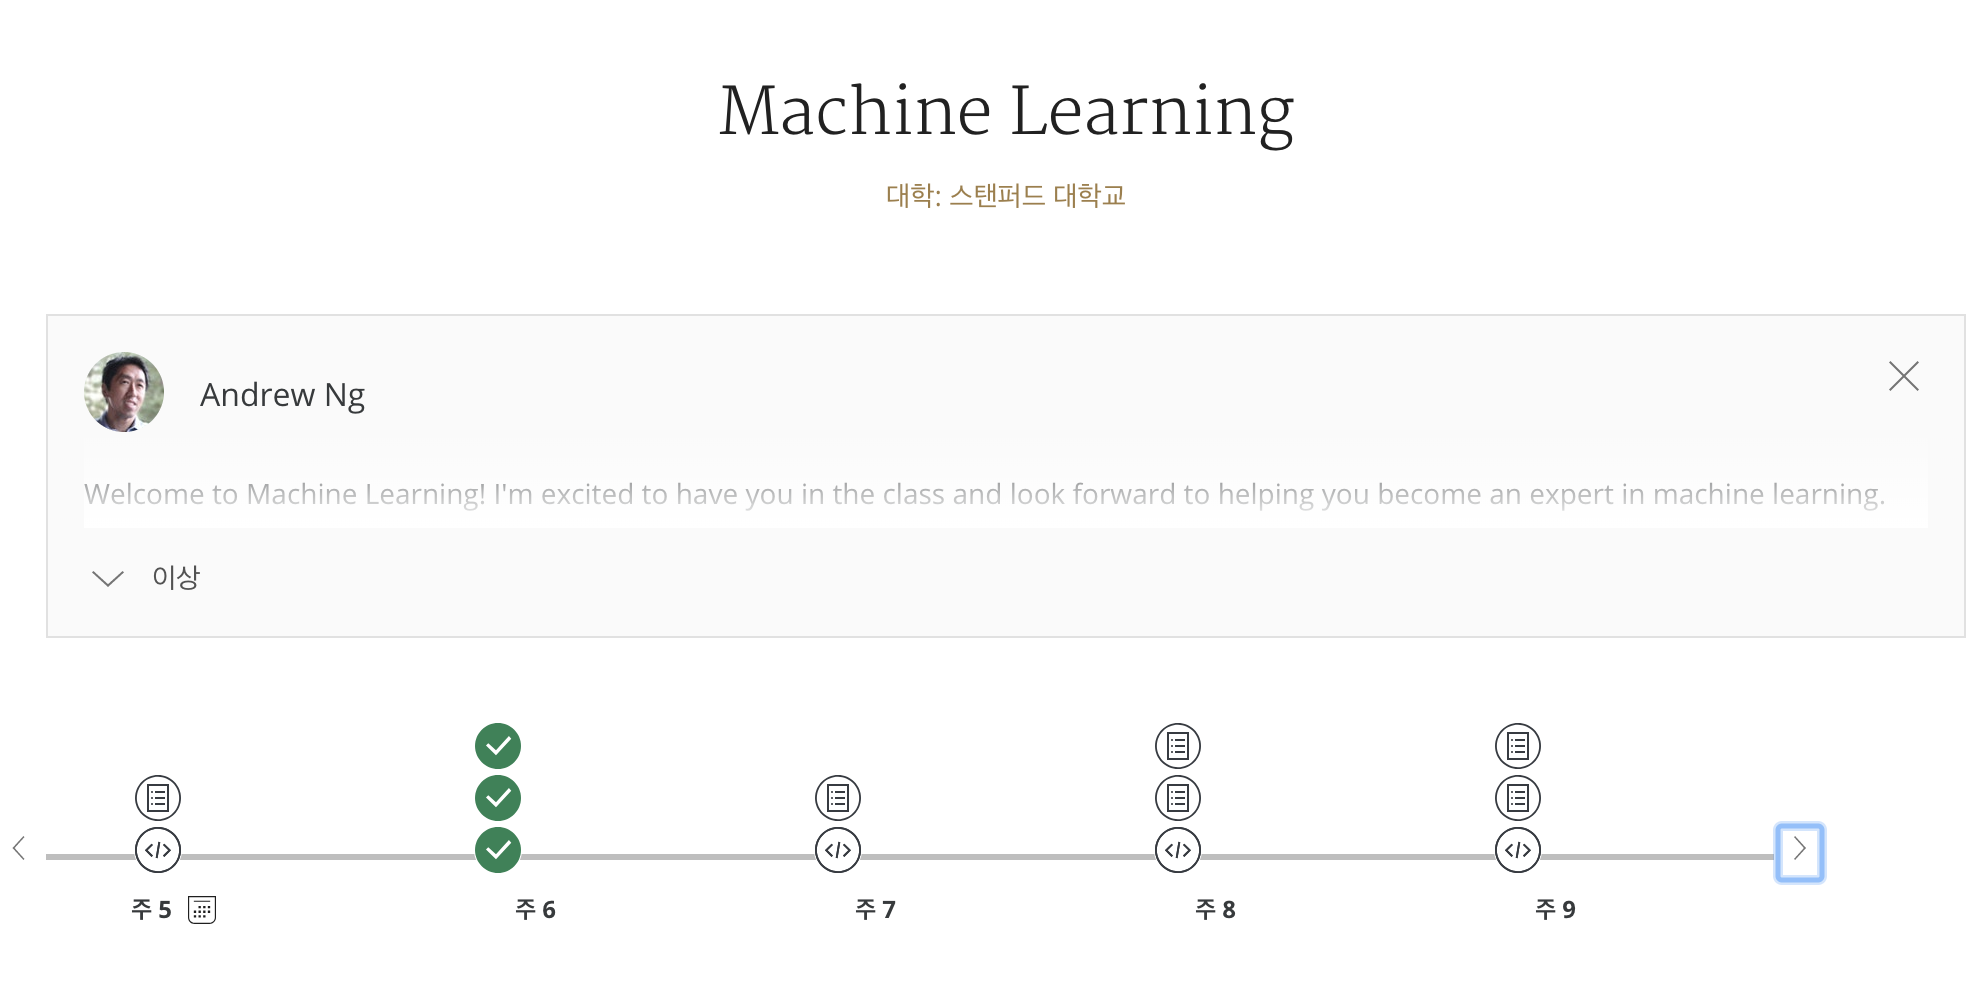 Machine Learning
대학: 스탠퍼드 대학교
Andrew Ng
Welcome to Machine Learning! I'm excited to have you in the class and look forward to helping you become an expert in machine learning.
이상
주 5
주 6
주 7
주 8
주 9